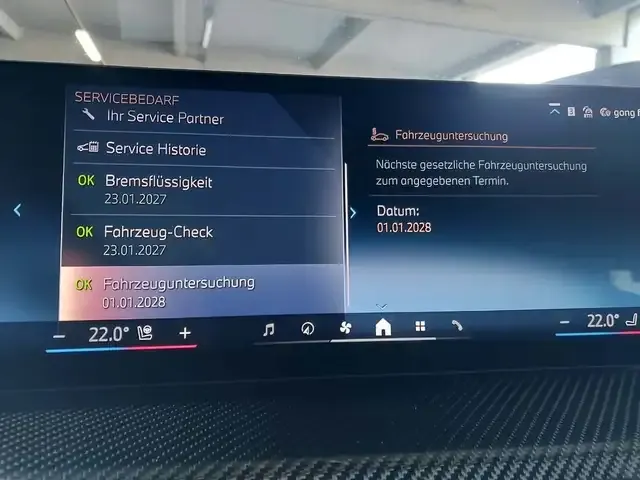 SERVICEBEDARF
Ihr Service Partner
Service Historie
OK Bremsflüssigkeit
23.01.2027
OK Fahrzeug-Check
23.01.2027
OK Fahrzeuguntersuchung
01.01.2028
gong f
Fahrzeuguntersuchung
Nächste gesetzliche Fahrzeuguntersuchung
zum angegebenen Termin.
Datum:
01.01.2028
− 22.0° +
− 22.0°